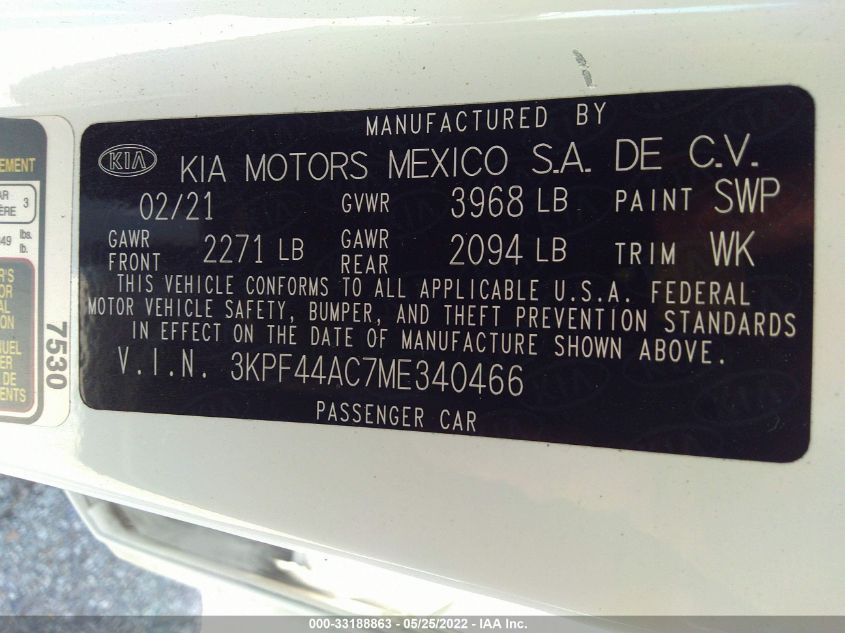 MANUFACTURED BY
KIA KIA MOTORS MEXICO S.A. DE C.V.
02/21 GVWR 3968 LB PAINT SWP
GAWR FRONT 2271 LB GAWR REAR 2094 LB TRIM WK
THIS VEHICLE CONFORMS TO ALL APPLICABLE U.S.A. FEDERAL
MOTOR VEHICLE SAFETY, BUMPER, AND THEFT PREVENTION STANDARDS
IN EFFECT ON THE DATE OF MANUFACTURE SHOWN ABOVE.
V.I.N. 3KPF44AC7ME340466
PASSENGER CAR
7530
3
lbs.
lb.
000-33188863 - 05/25/2022 - IAA Inc.